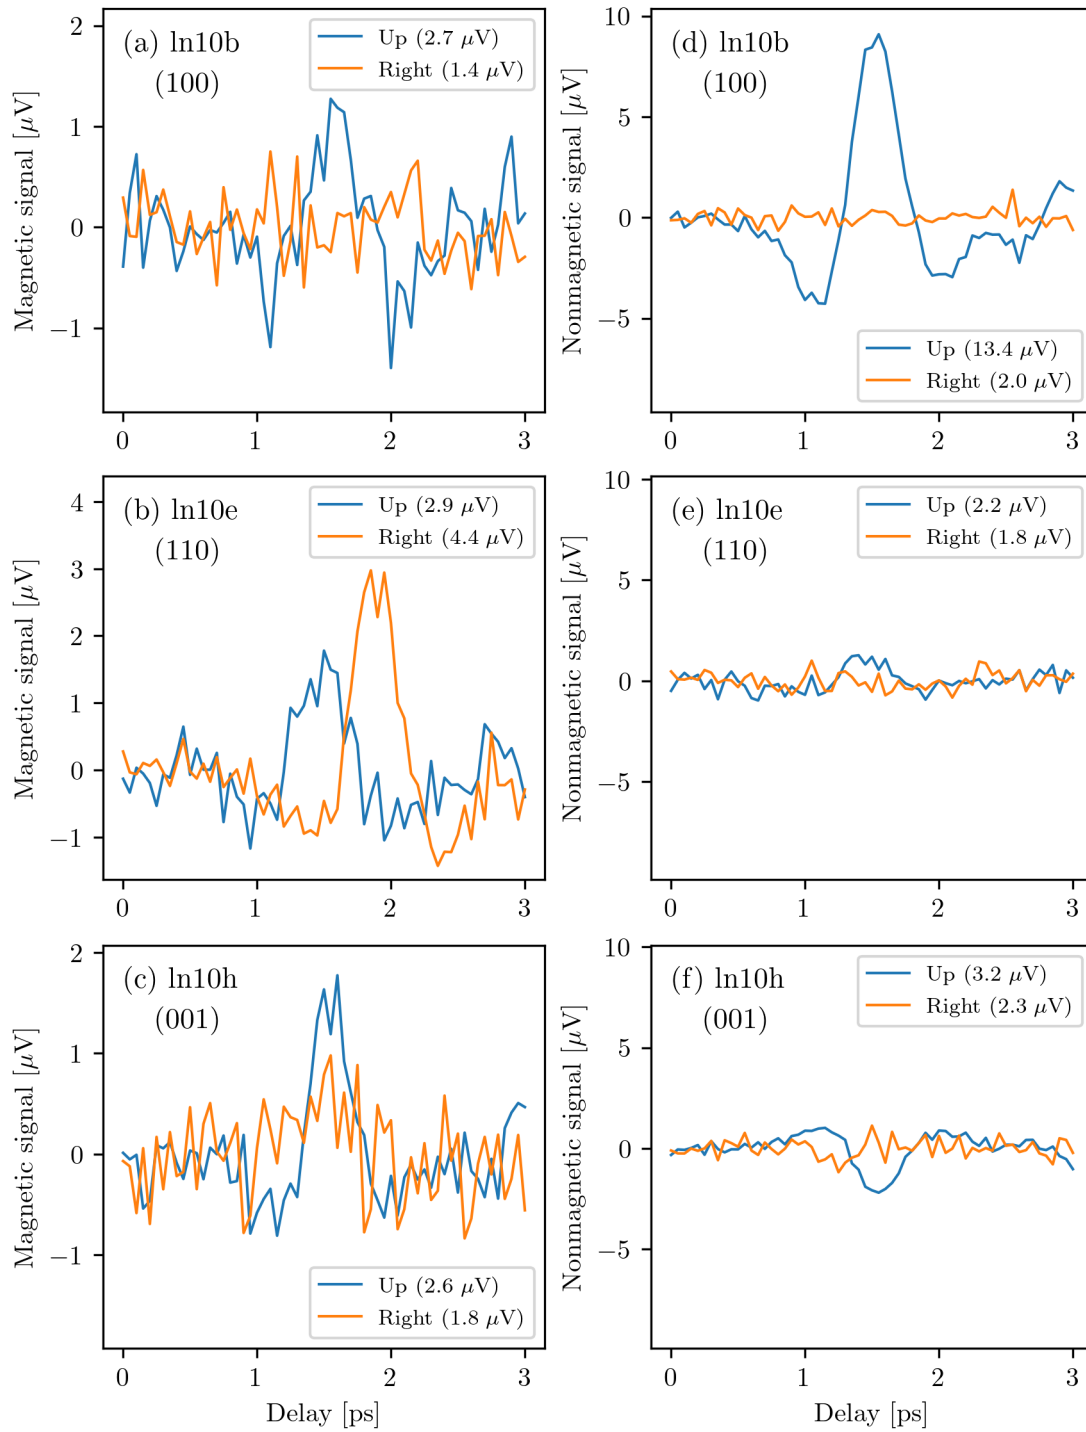 (a) ln10b
(100)
Up (2.7 μV)
Right (1.4 μV)
Magnetic signal [μV]
2
1
0
−1
0
1
2
3
(d) ln10b
(100)
Up (13.4 μV)
Right (2.0 μV)
Nonmagnetic signal [μV]
10
5
0
−5
0
1
2
3
(b) ln10e
(110)
Up (2.9 μV)
Right (4.4 μV)
Magnetic signal [μV]
4
3
2
1
0
−1
0
1
2
3
(e) ln10e
(110)
Up (2.2 μV)
Right (1.8 μV)
Nonmagnetic signal [μV]
10
5
0
−5
0
1
2
3
(c) ln10h
(001)
Up (2.6 μV)
Right (1.8 μV)
Magnetic signal [μV]
2
1
0
−1
0
1
2
3
Delay [ps]
(f) ln10h
(001)
Up (3.2 μV)
Right (2.3 μV)
Nonmagnetic signal [μV]
10
5
0
−5
0
1
2
3
Delay [ps]